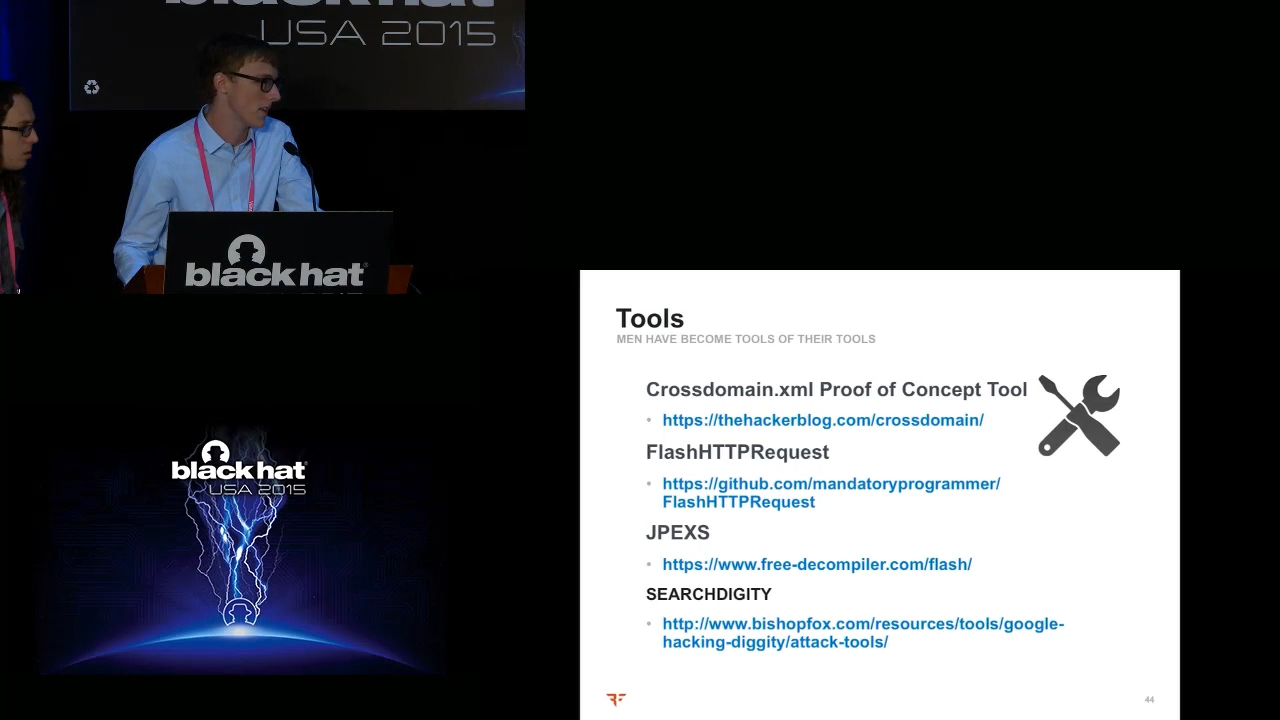 black hat
USA 2015
black hat
black hat
USA 2015
Tools
MEN HAVE BECOME TOOLS OF THEIR TOOLS
Crossdomain.xml Proof of Concept Tool
• https://thehackerblog.com/crossdomain/
FlashHTTPRequest
• https://github.com/mandatoryprogrammer/
FlashHTTPRequest
JPEXS
• https://www.free-decompiler.com/flash/
SEARCHDIGITY
• http://www.bishopfox.com/resources/tools/google-
hacking-diggity/attack-tools/
44